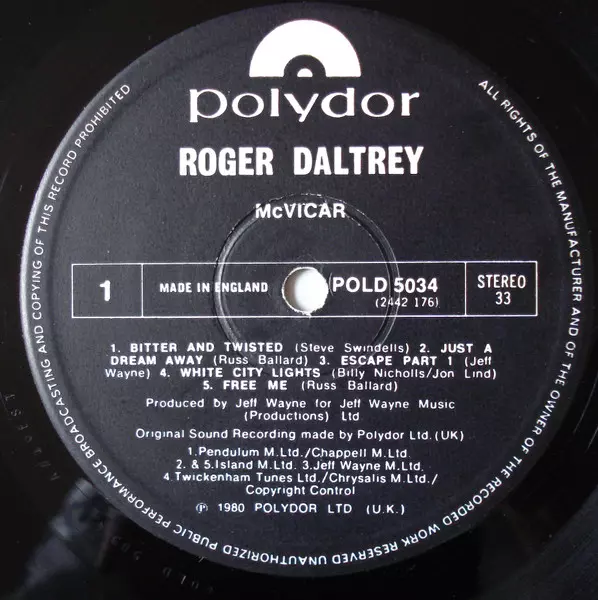 polydor
ROGER DALTREY
McVICAR
1
MADE IN ENGLAND
POLD 5034
(2442 176)
STEREO
33
1. BITTER AND TWISTED (Steve Swindells) 2. JUST A
DREAM AWAY (Russ Ballard) 3. ESCAPE PART 1 (Jeff
Wayne) 4. WHITE CITY LIGHTS (Billy Nicholls/Jon Lind)
5. FREE ME (Russ Ballard)
Produced by Jeff Wayne for Jeff Wayne Music
(Productions) Ltd
Original Sound Recording made by Polydor Ltd.(UK)
1.Pendulum M.Ltd/Chappell M.Ltd.
2. & 5.Island M.Ltd. 3.Jeff Wayne M.Ltd.
4.Twickenham Tunes Ltd./Chrysalis M.Ltd./
Copyright Control
℗ 1980 POLYDOR LTD (U.K.)
ALL RIGHTS OF THE MANUFACTURER AND OF THE OWNER OF THE RECORDED WORK RESERVED UNAUTHORIZED PUBLIC PERFORMANCE BROADCASTING AND COPYING OF THIS RECORD PROHIBITED